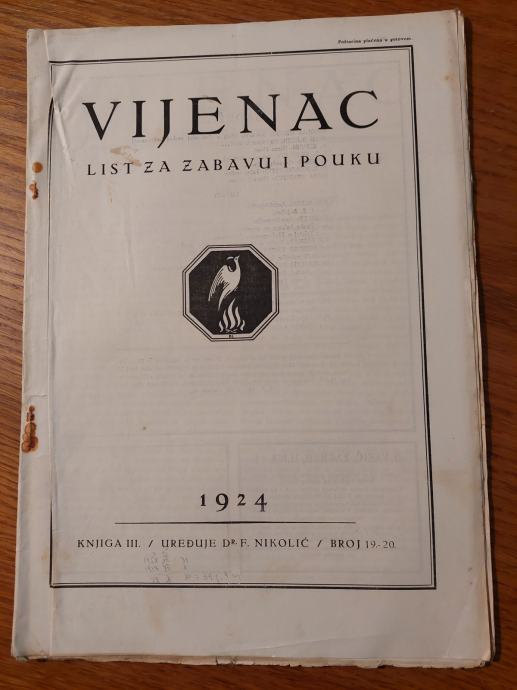 Poštarina plaćena u gotovom.
VIJENAC
LIST ZA ZABAVU I POUKU
1924
KNJIGA III. / UREĐUJE DR. F. NIKOLIĆ / BROJ 19.-20.